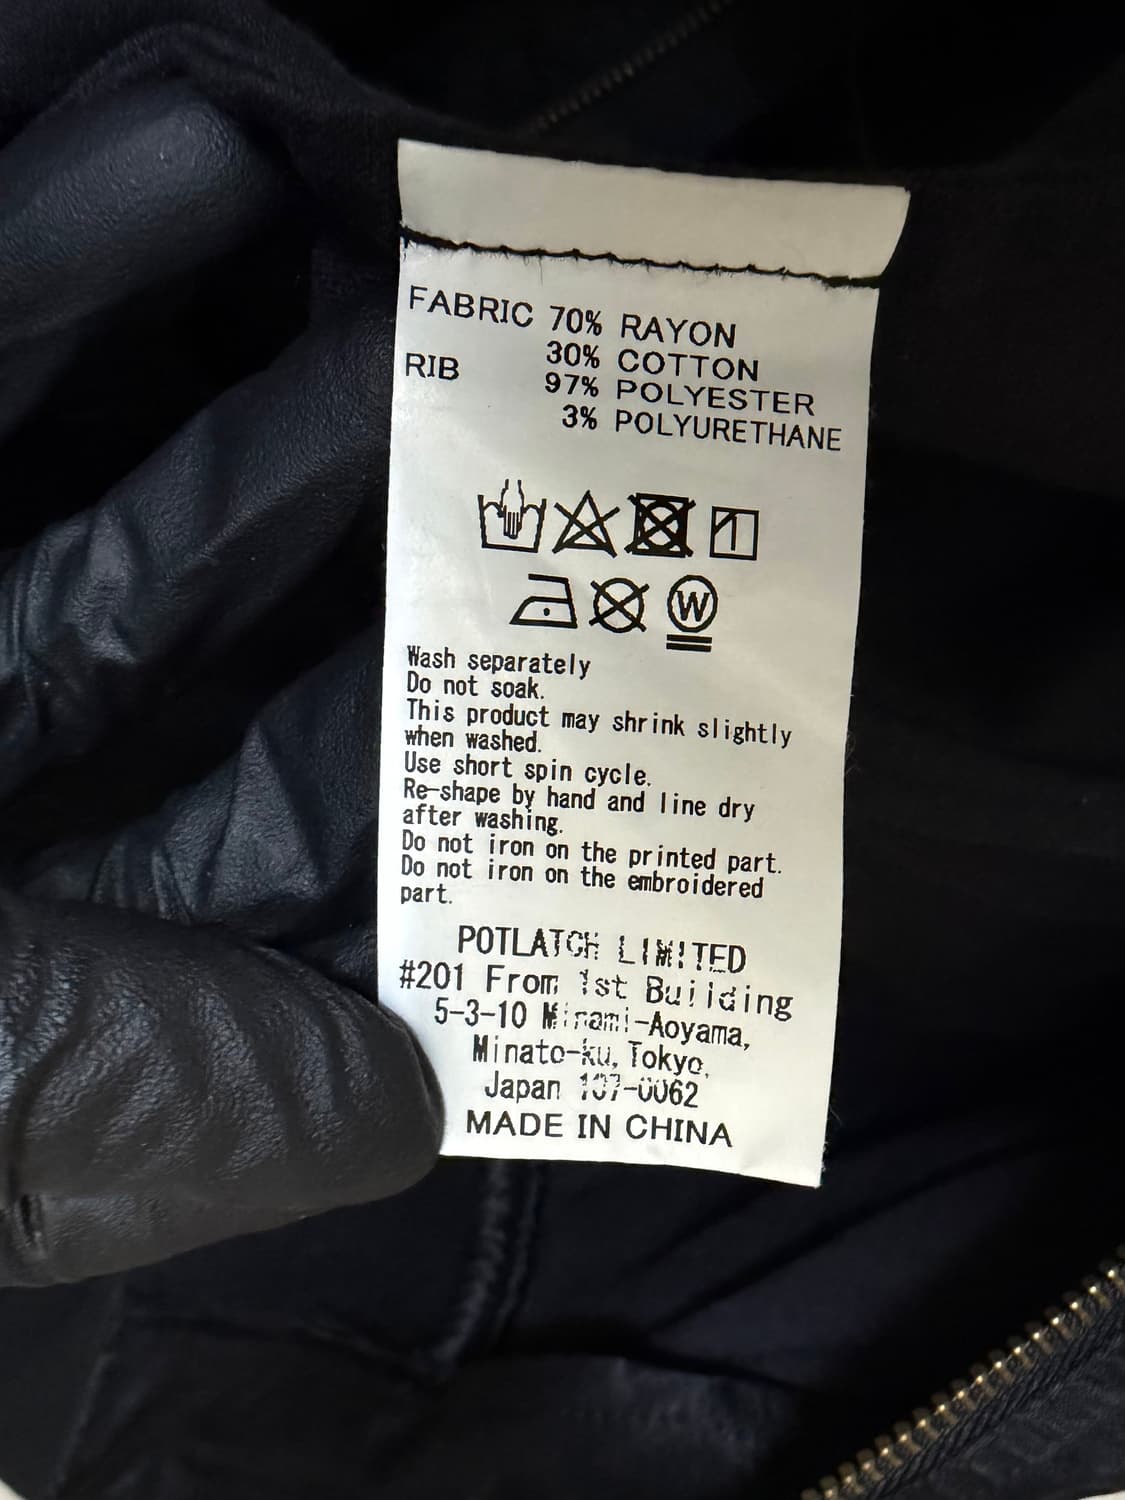 FABRIC 70% RAYON
30% COTTON
RIB 97% POLYESTER
3% POLYURETHANE
W
Wash separately
Do not soak.
This product may shrink slightly
when washed.
Use short spin cycle.
Re-shape by hand and line dry
after washing.
Do not iron on the printed part.
Do not iron on the embroidered
part.
POTLATCH LIMITED
#201 From 1st Building
5-3-10 Minami-Aoyama,
Minato-ku, Tokyo,
Japan 107-0062
MADE IN CHINA